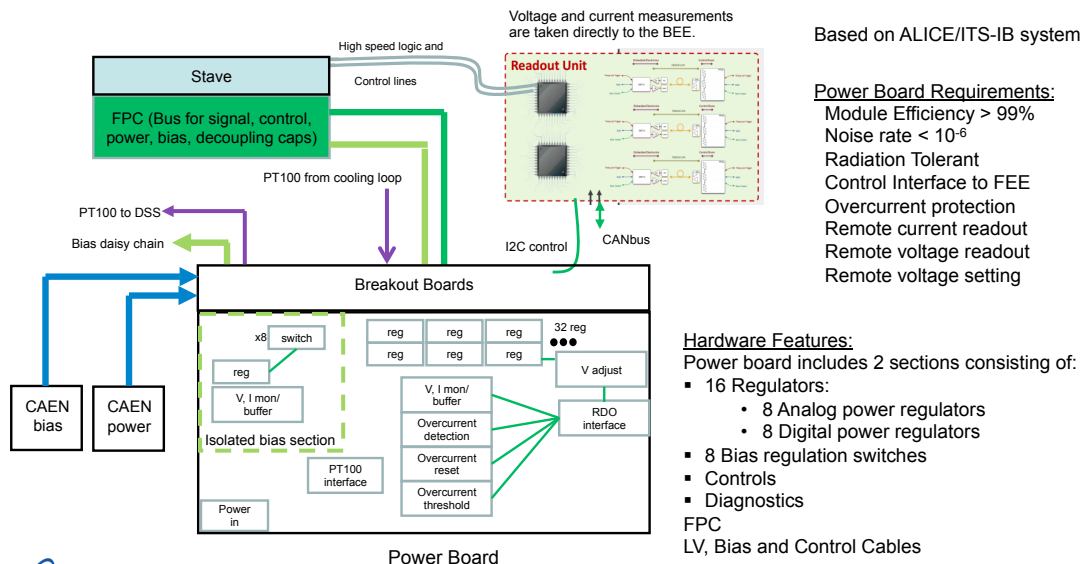 Voltage and current measurements
are taken directly to the BEE.
Based on ALICE/ITS-IB system
High speed logic and
Control lines
Readout Unit
Stave
FPC (Bus for signal, control,
power, bias, decoupling caps)
PT100 from cooling loop
PT100 to DSS
Bias daisy chain
I2C control
CANbus
Breakout Boards
x8
switch
reg
V, I mon/
buffer
Isolated bias section
reg
reg
reg
32 reg
reg
reg
reg
V adjust
V, I mon/
buffer
RDO
interface
Overcurrent
detection
Overcurrent
reset
Overcurrent
threshold
PT100
interface
Power
in
CAEN
bias
CAEN
power
Power Board
Power Board Requirements:
Module Efficiency > 99%
Noise rate < 10⁻⁶
Radiation Tolerant
Control Interface to FEE
Overcurrent protection
Remote current readout
Remote voltage readout
Remote voltage setting
Hardware Features:
Power board includes 2 sections consisting of:
▪ 16 Regulators:
• 8 Analog power regulators
• 8 Digital power regulators
▪ 8 Bias regulation switches
▪ Controls
▪ Diagnostics
FPC
LV, Bias and Control Cables